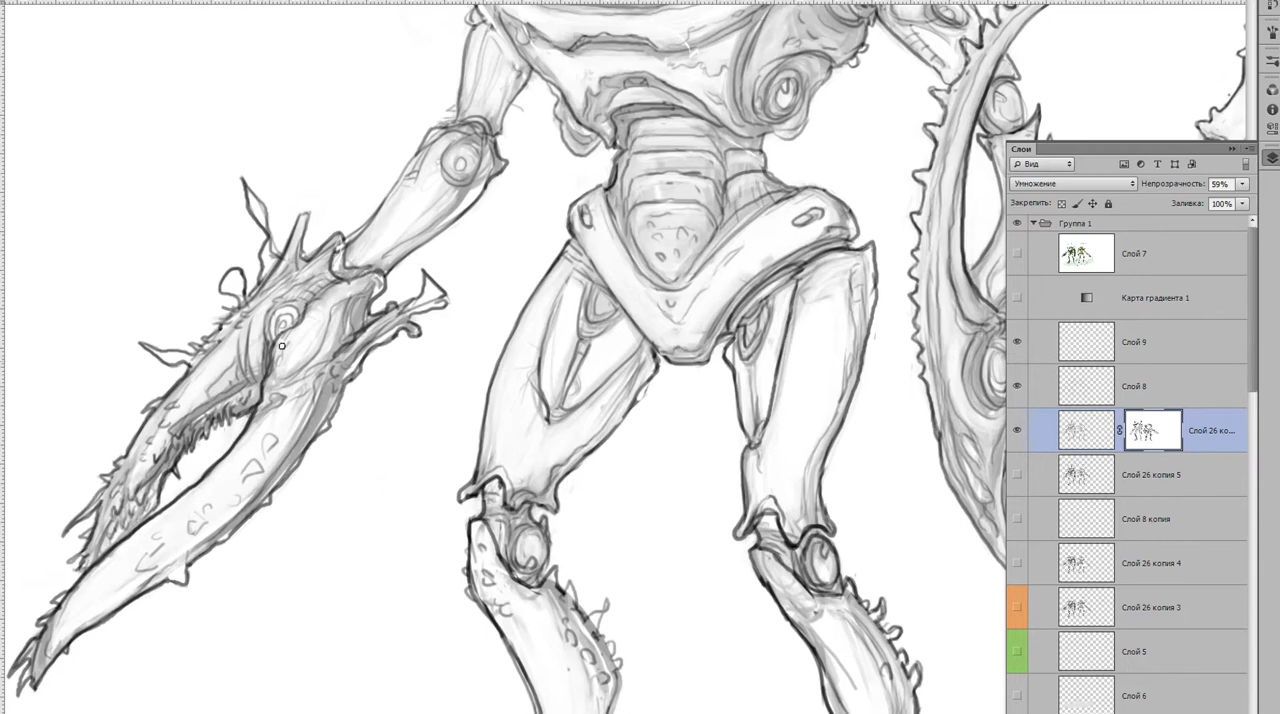 Слои
Вид
Умножение
Непрозрачность: 59%
Закрепить:
Заливка: 100%
Группа 1
Слой 7
Карта градиента 1
Слой 9
Слой 8
Слой 26 ко...
Слой 26 копия 5
Слой 8 копия
Слой 26 копия 4
Слой 26 копия 3
Слой 5
Слой 6